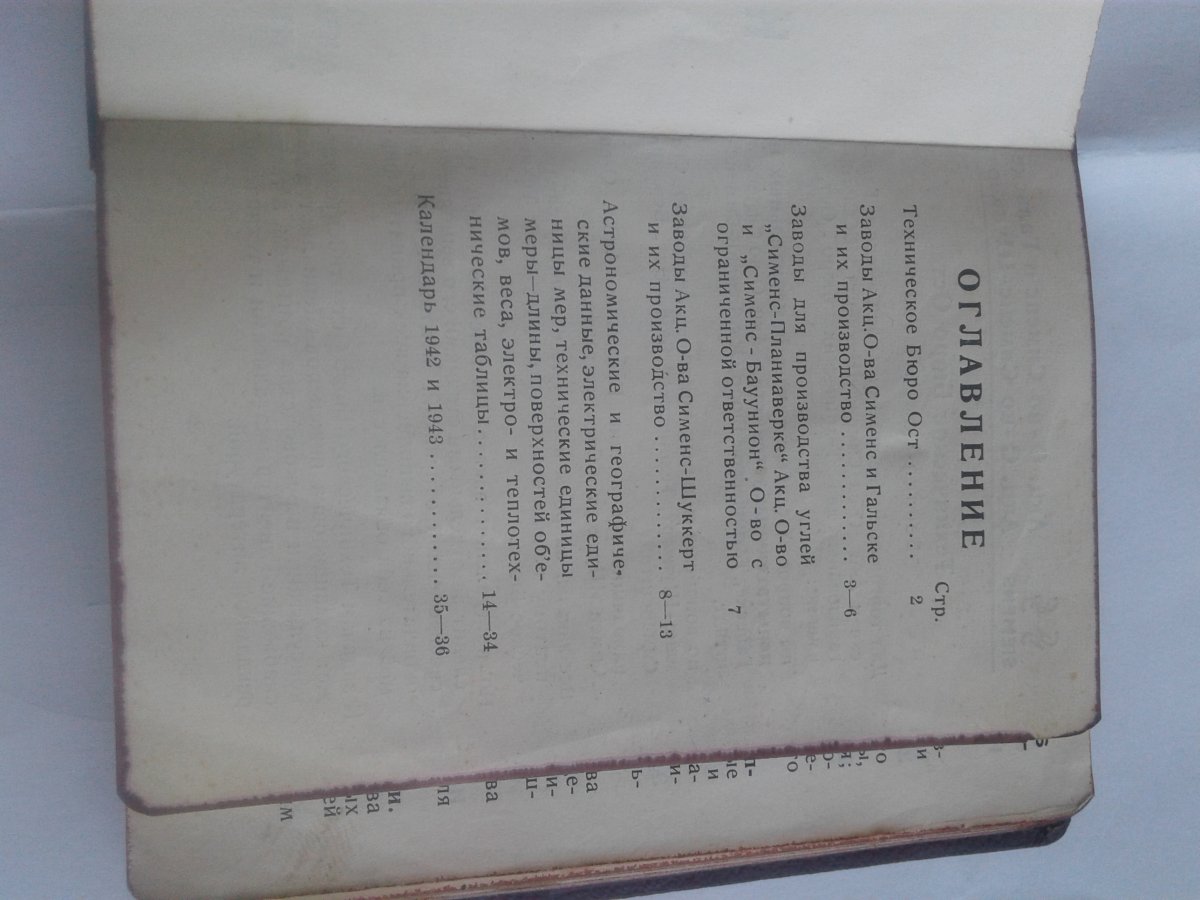 ОГЛАВЛЕНИЕ
Стр.
Техническое Бюро Ост . . . . . . . . . . 2
Заводы Акц. О-ва Сименс и Гальске
и их производство . . . . . . . . . . . . . 3—6
Заводы для производства углей
„Сименс-Планиаверке“ Акц. О-во
и „Сименс - Баунион“ О-во с
ограниченной ответственностью 7
Заводы Акц. О-ва Сименс-Шуккерт
и их производство . . . . . . . . . . . . 8—13
Астрономические и географиче-
ские данные, электрические еди-
ницы мер, технические единицы
меры—длины, поверхностей об'е-
мов, веса, электро- и теплотех-
нические таблицы. . . . . . . . . . . . . . 14—34
Календарь 1942 и 1943 . . . . . . . . . . . . 35—36